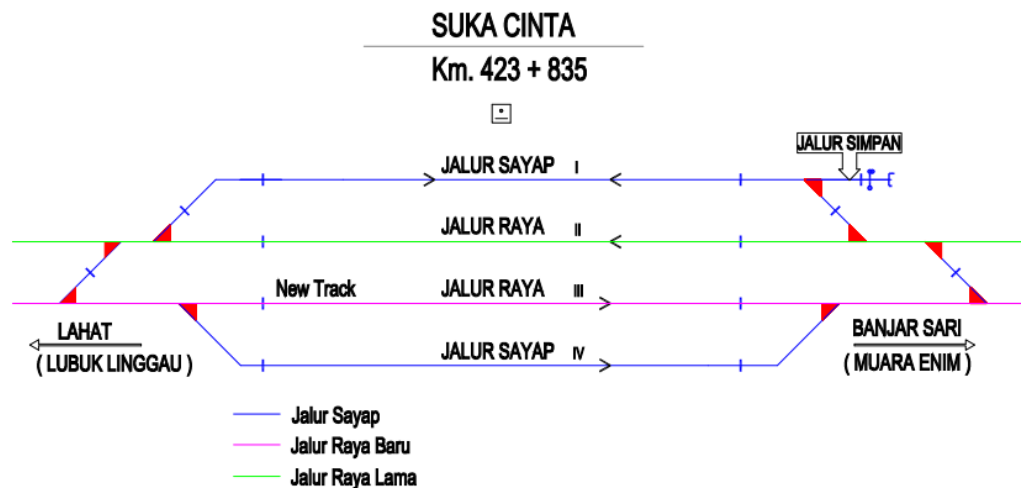 SUKA CINTA
Km. 423 + 835
JALUR SIMPAN
JALUR SAYAP I
JALUR RAYA II
New Track JALUR RAYA III
LAHAT
( LUBUK LINGGAU )
BANJAR SARI
( MUARA ENIM )
JALUR SAYAP IV
Jalur Sayap
Jalur Raya Baru
Jalur Raya Lama